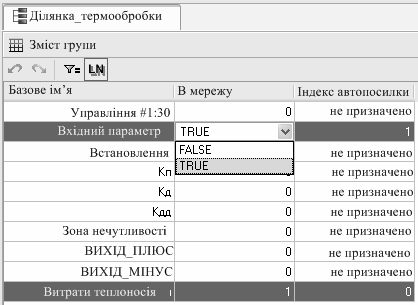 Ділянка_термообробки
Зміст групи
LN
Базове ім’я В мережу Індекс автопосилки
Управління #1:30 0 не призначено
Вхідний параметр TRUE 1
Встановлення FALSE не призначено
TRUE
Кп не призначено
Кд 0 не призначено
Кдд 0 не призначено
Зона нечутливості 0 не призначено
ВИХІД_ПЛЮС 0 не призначено
ВИХІД_МІНУС 0 не призначено
Витрати теплоносія 1 0